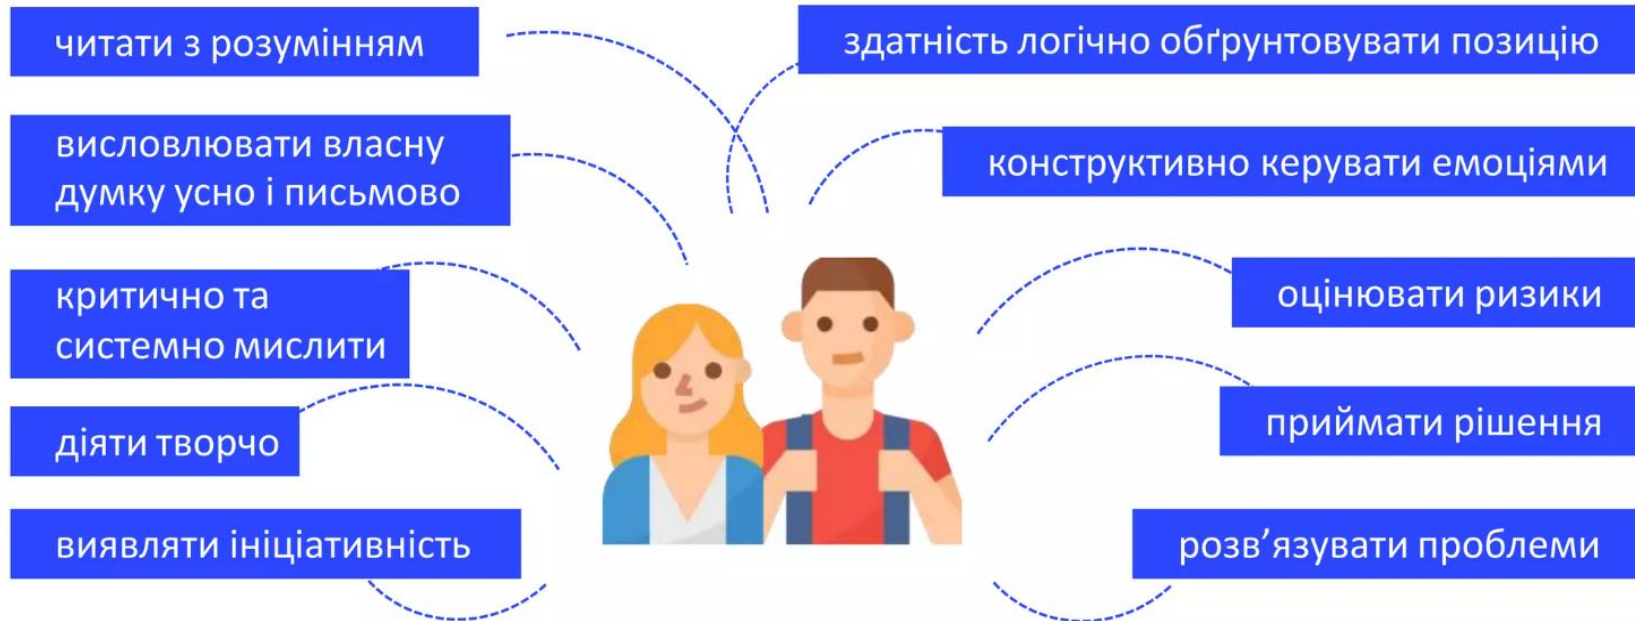 читати з розумінням
висловлювати власну
думку усно і письмово
критично та
системно мислити
діяти творчо
виявляти ініціативність
здатність логічно обґрунтовувати позицію
конструктивно керувати емоціями
оцінювати ризики
приймати рішення
розв’язувати проблеми